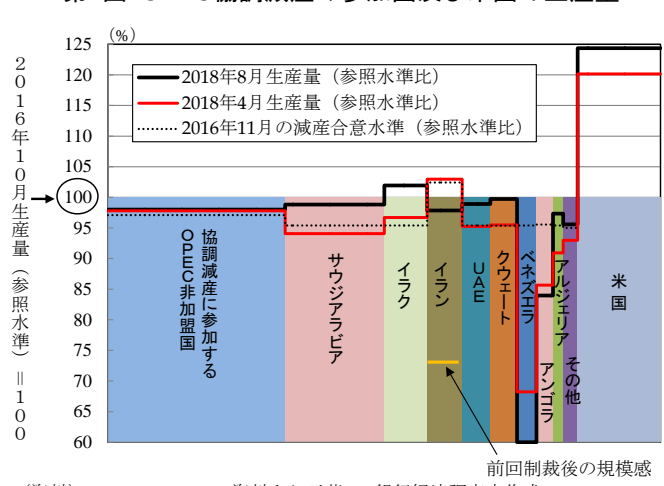 (%)
125
120
115
110
105
100
95
90
85
80
75
70
65
60
2016年10月生産量（参照水準）＝100
2018年8月生産量（参照水準比）
2018年4月生産量（参照水準比）
2016年11月の減産合意水準（参照水準比）
協調減産に参加する
OPEC非加盟国
サウジアラビア
イラク
イラン
UAE
クウェート
ベネズエラ
アンゴラ
アルジェリア
その他
米国
前回制裁後の規模感